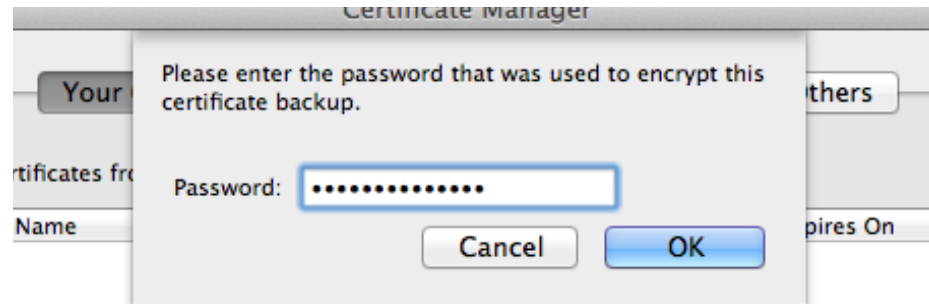 Certificate Manager
Please enter the password that was used to encrypt this
certificate backup.
Your
Others
rtificates fro
Password: ••••••••••••••
Name
pires On
Cancel
OK